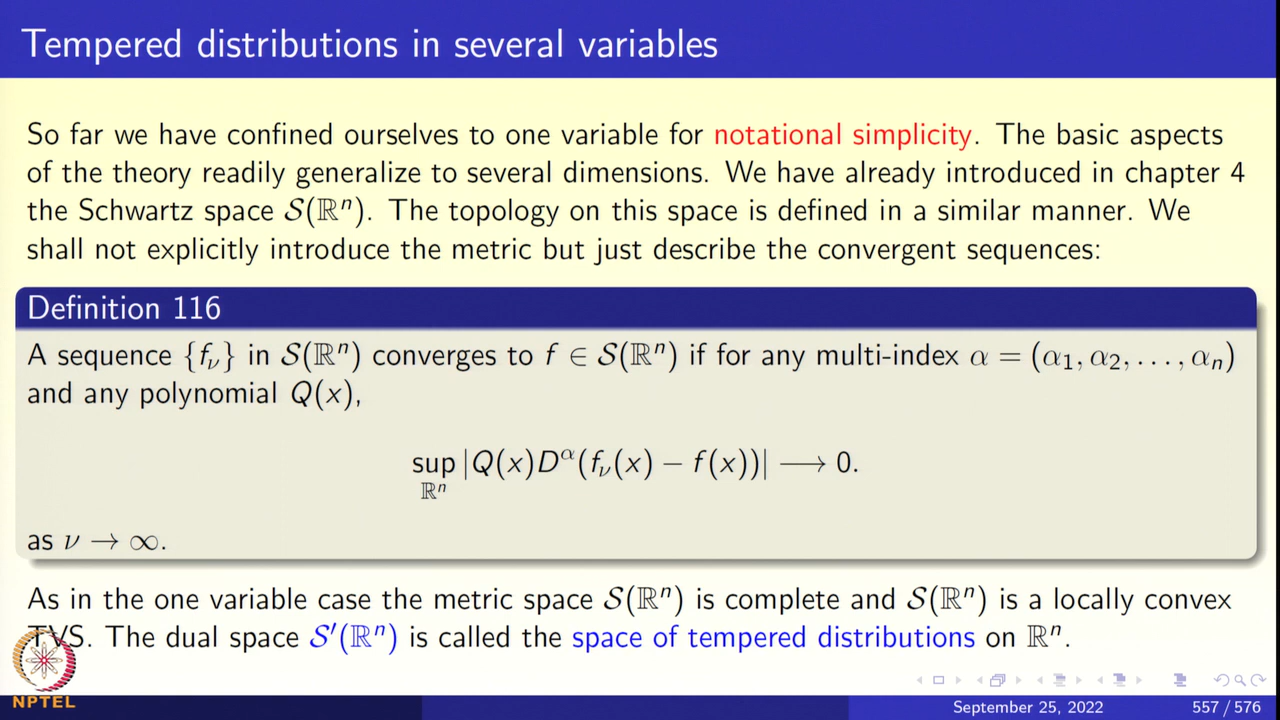 Tempered distributions in several variables
So far we have confined ourselves to one variable for notational simplicity. The basic aspects
of the theory readily generalize to several dimensions. We have already introduced in chapter 4
the Schwartz space 𝒮(ℝⁿ). The topology on this space is defined in a similar manner. We
shall not explicitly introduce the metric but just describe the convergent sequences:
Definition 116
A sequence {f_ν} in 𝒮(ℝⁿ) converges to f ∈ 𝒮(ℝⁿ) if for any multi-index α = (α₁, α₂, . . . , αₙ)
and any polynomial Q(x),
sup_{ℝⁿ} |Q(x)D^α(f_ν(x) − f(x))| ⟶ 0.
as ν → ∞.
As in the one variable case the metric space 𝒮(ℝⁿ) is complete and 𝒮(ℝⁿ) is a locally convex
TVS. The dual space 𝒮′(ℝⁿ) is called the space of tempered distributions on ℝⁿ.
NPTEL
September 25, 2022 557 / 576